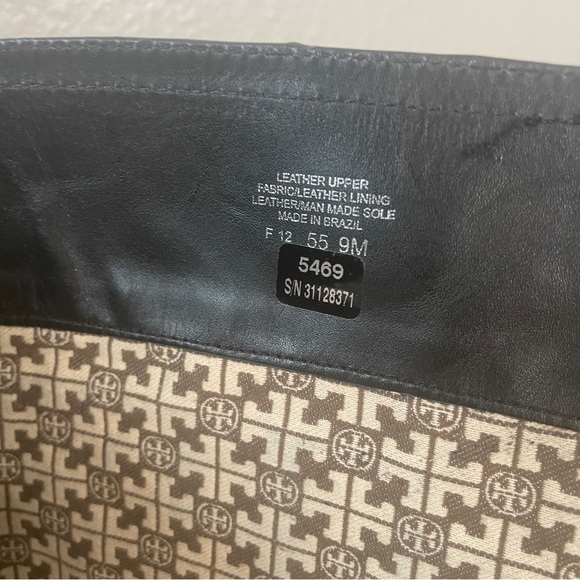 LEATHER UPPER
FABRIC/LEATHER LINING
LEATHER/MAN MADE SOLE
MADE IN BRAZIL
F 12 55 9M
5469
S/N 31128371